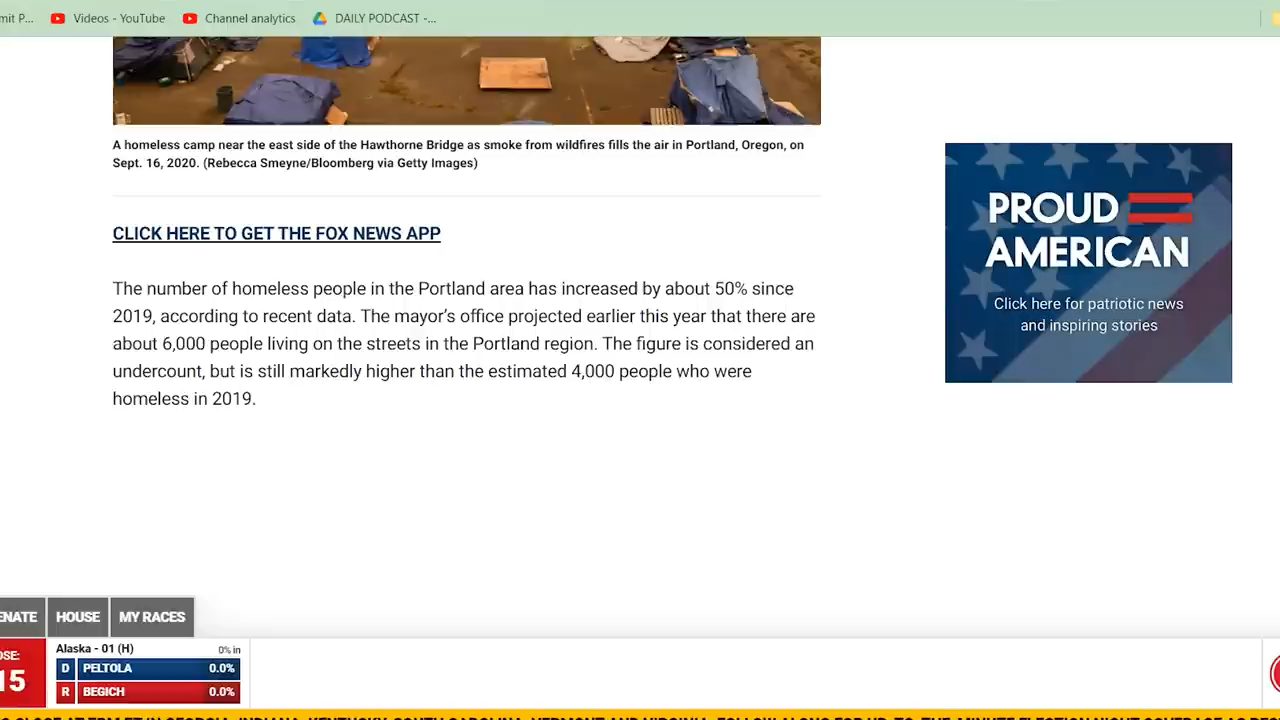 mit P... Videos - YouTube Channel analytics DAILY PODCAST -...
A homeless camp near the east side of the Hawthorne Bridge as smoke from wildfires fills the air in Portland, Oregon, on
Sept. 16, 2020. (Rebecca Smeyne/Bloomberg via Getty Images)
CLICK HERE TO GET THE FOX NEWS APP
The number of homeless people in the Portland area has increased by about 50% since
2019, according to recent data. The mayor’s office projected earlier this year that there are
about 6,000 people living on the streets in the Portland region. The figure is considered an
undercount, but is still markedly higher than the estimated 4,000 people who were
homeless in 2019.
PROUD
AMERICAN
Click here for patriotic news
and inspiring stories
ENATE HOUSE MY RACES
OSE:
15
Alaska - 01 (H) 0% in
D PELTOLA 0.0%
R BEGICH 0.0%